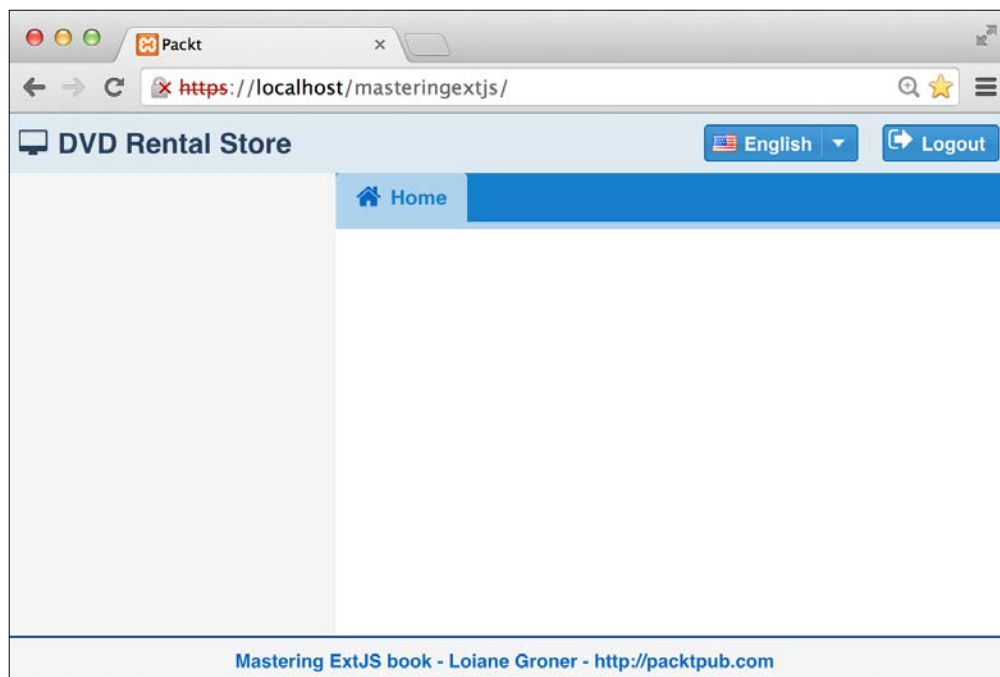 Packt
https://localhost/masteringextjs/
DVD Rental Store
English
Logout
Home
Mastering ExtJS book - Loiane Groner - http://packtpub.com